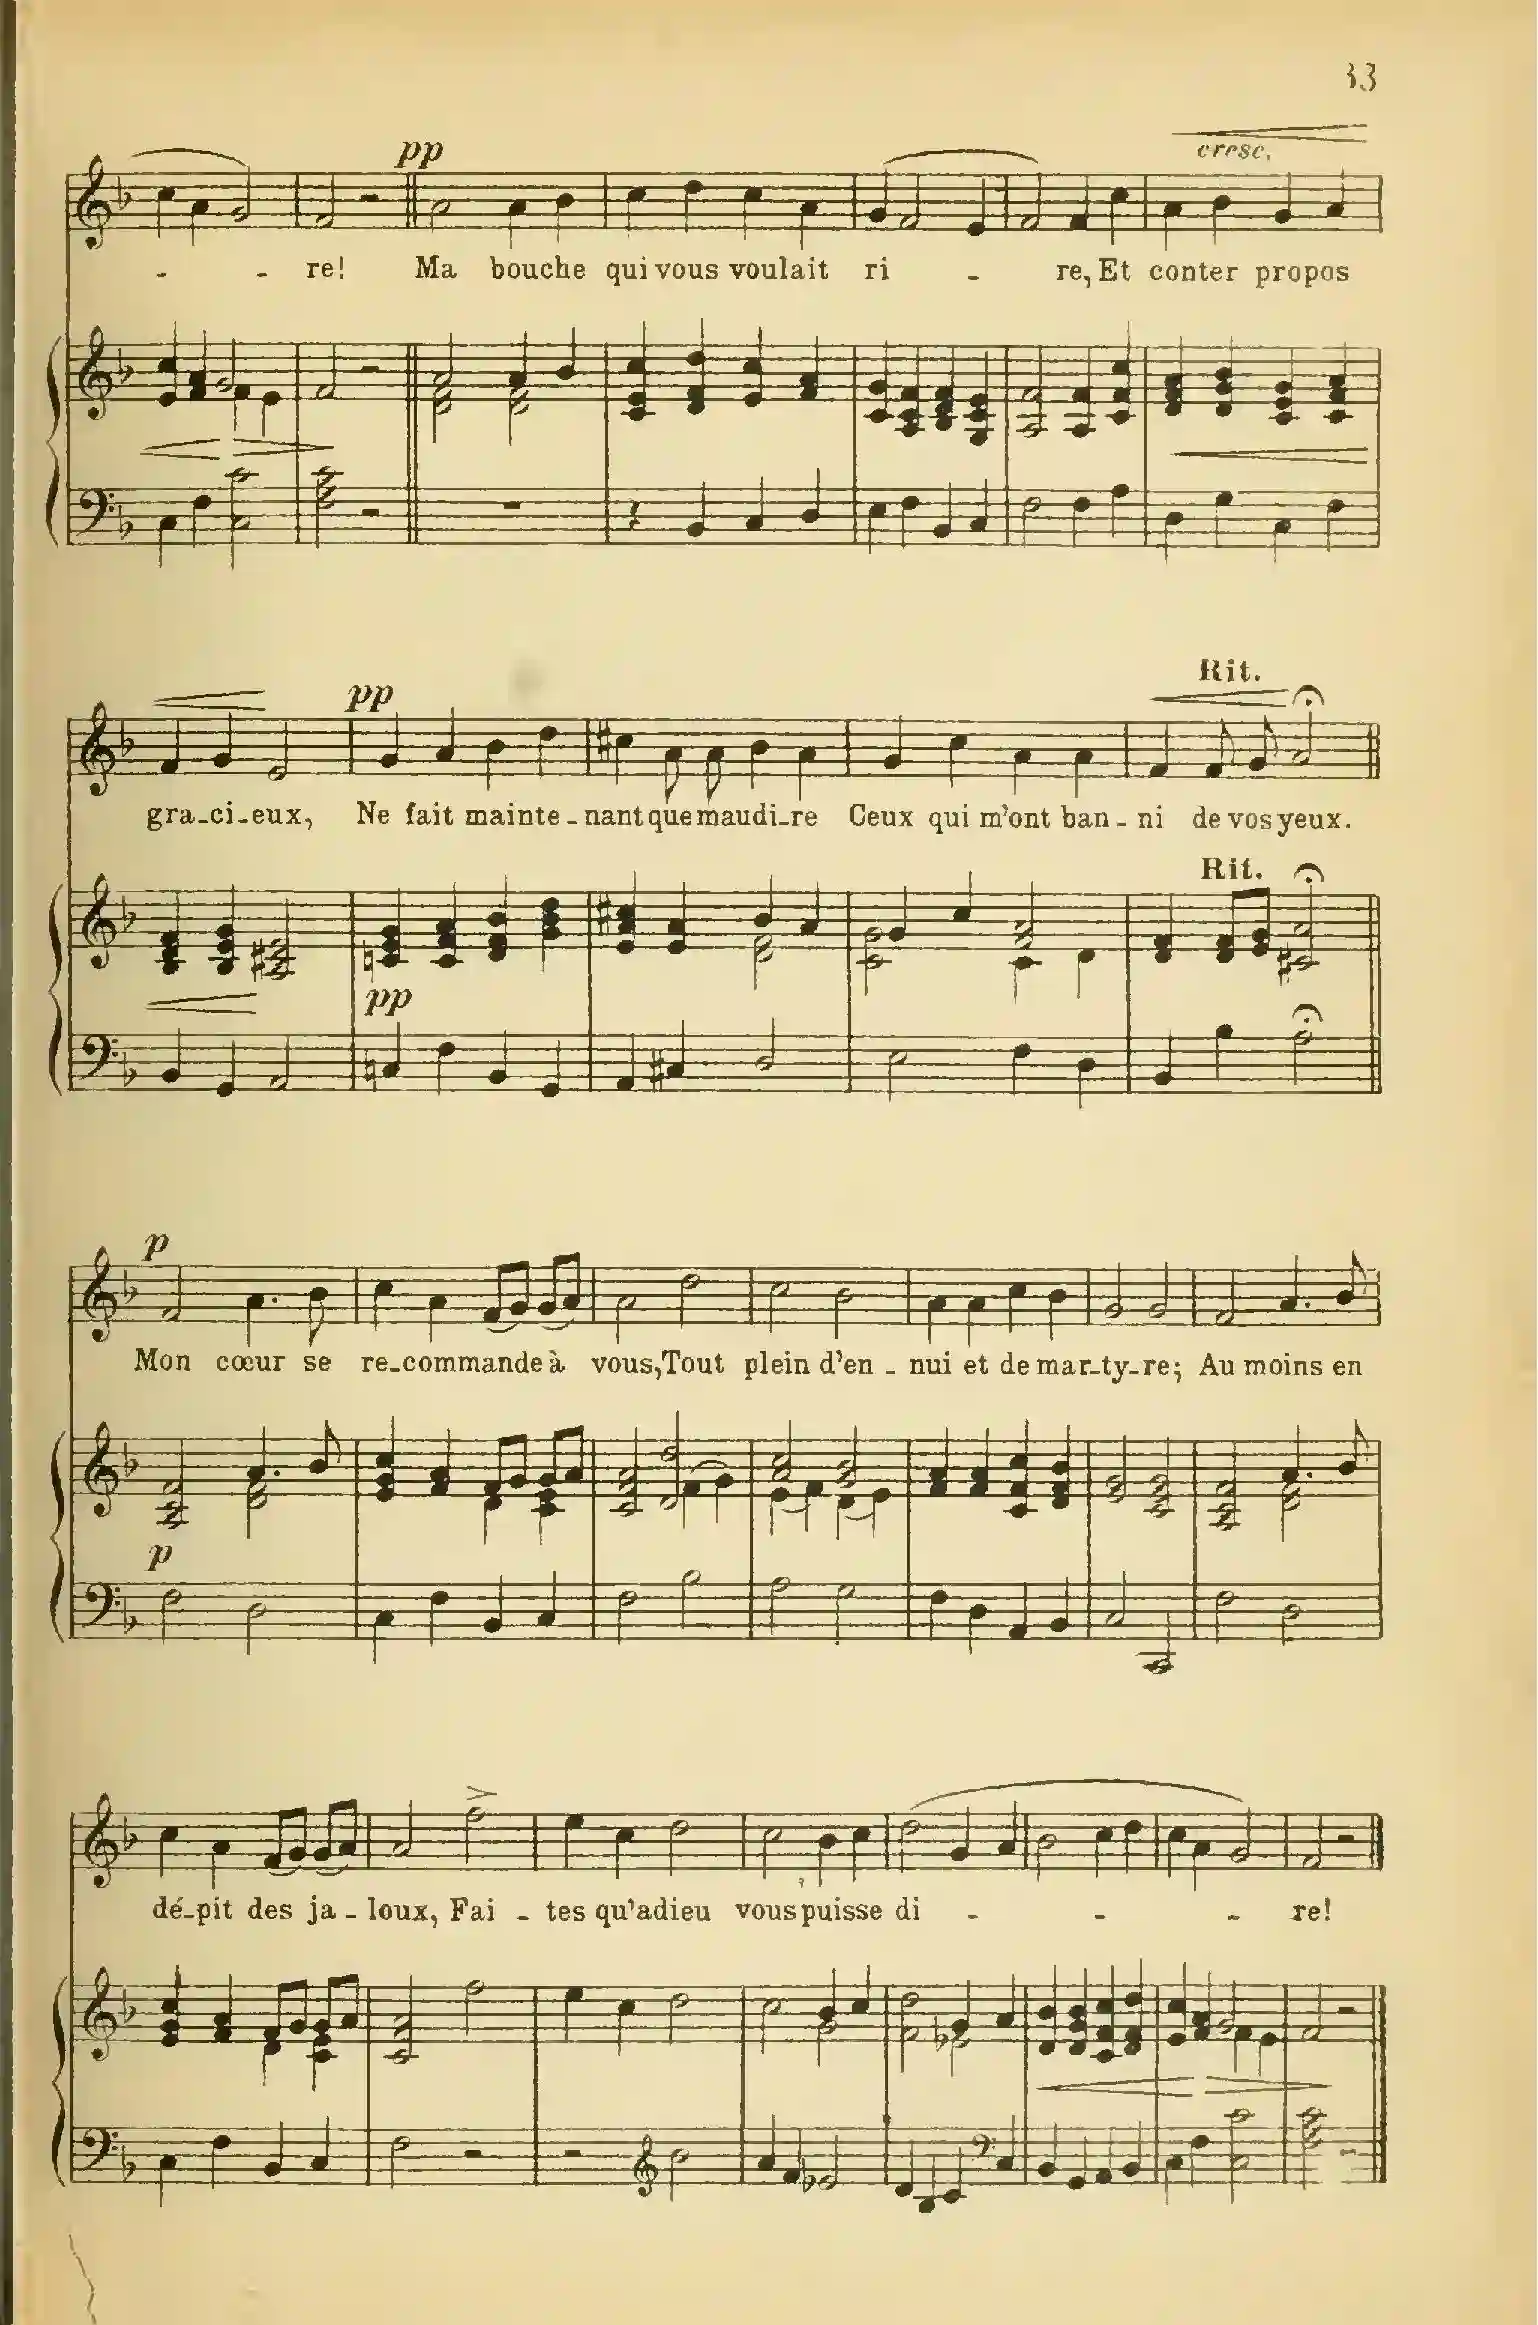 33
pp
cresc.
- - re! Ma bouche qui vous voulait ri - re, Et conter propos
Rit.
pp
gra-ci-eux, Ne fait mainte-nant que maudi-re Ceux qui m'ont ban-ni de vos yeux.
Rit.
pp
p
Mon cœur se re-commande à vous, Tout plein d'en-nui et de mar-ty-re; Au moins en
p
dé-pit des ja-loux, Fai-tes qu'adieu vous puisse di - - - re!